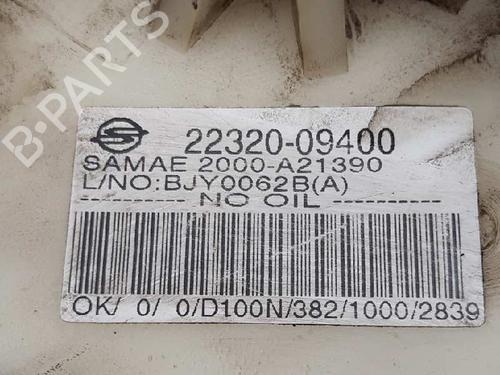 B-PARTS
22320-09400
SAMAE 2000-A21390
L/NO:BJY0062B(A)
---------- NO OIL ----------
OK/ 0/ 0/D100N/382/1000/2839